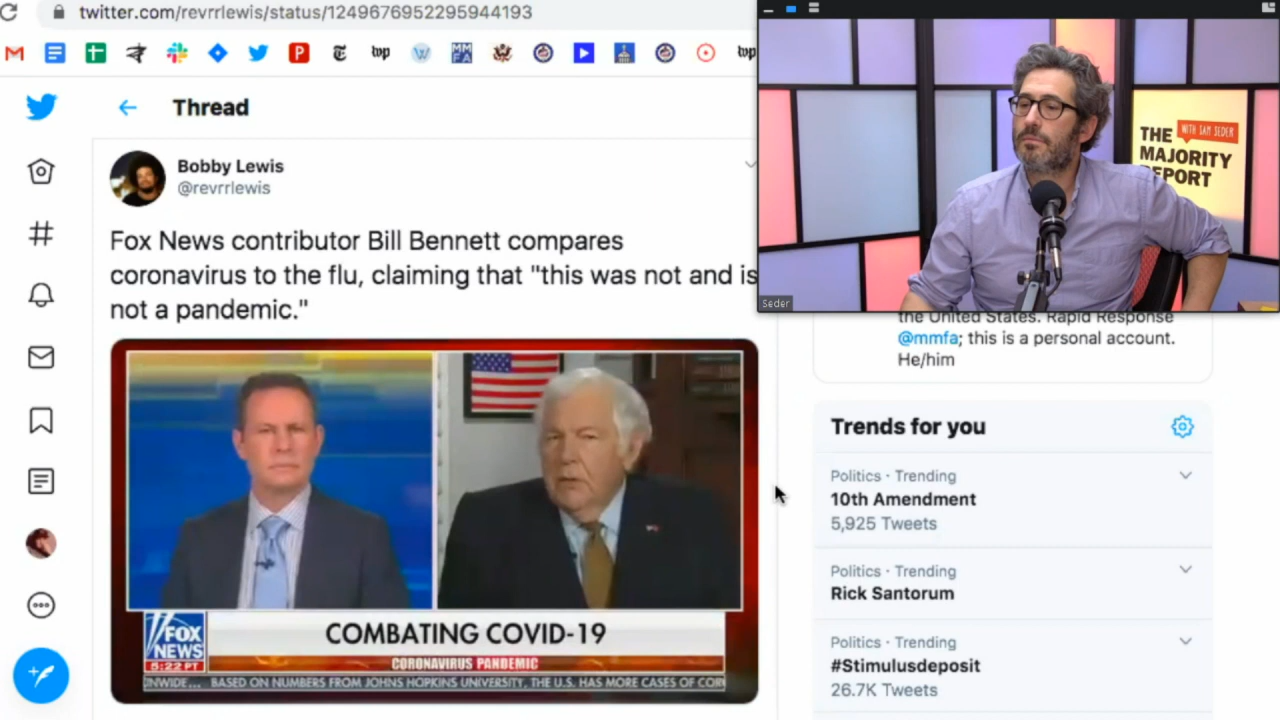 twitter.com/revrrlewis/status/1249676952295944193
Thread
Bobby Lewis
@revrrlewis
Fox News contributor Bill Bennett compares
coronavirus to the flu, claiming that "this was not and is
not a pandemic."
FOX
NEWS
5:22 PT
COMBATING COVID-19
CORONAVIRUS PANDEMIC
NWIDE... BASED ON NUMBERS FROM JOHNS HOPKINS UNIVERSITY, THE U.S. HAS MORE CASES OF COR
WITH SAM SEDER
THE
MAJORITY
REPORT
Seder
the United States. Rapid Response
@mmfa; this is a personal account.
He/him
Trends for you
Politics · Trending
10th Amendment
5,925 Tweets
Politics · Trending
Rick Santorum
Politics · Trending
#Stimulusdeposit
26.7K Tweets